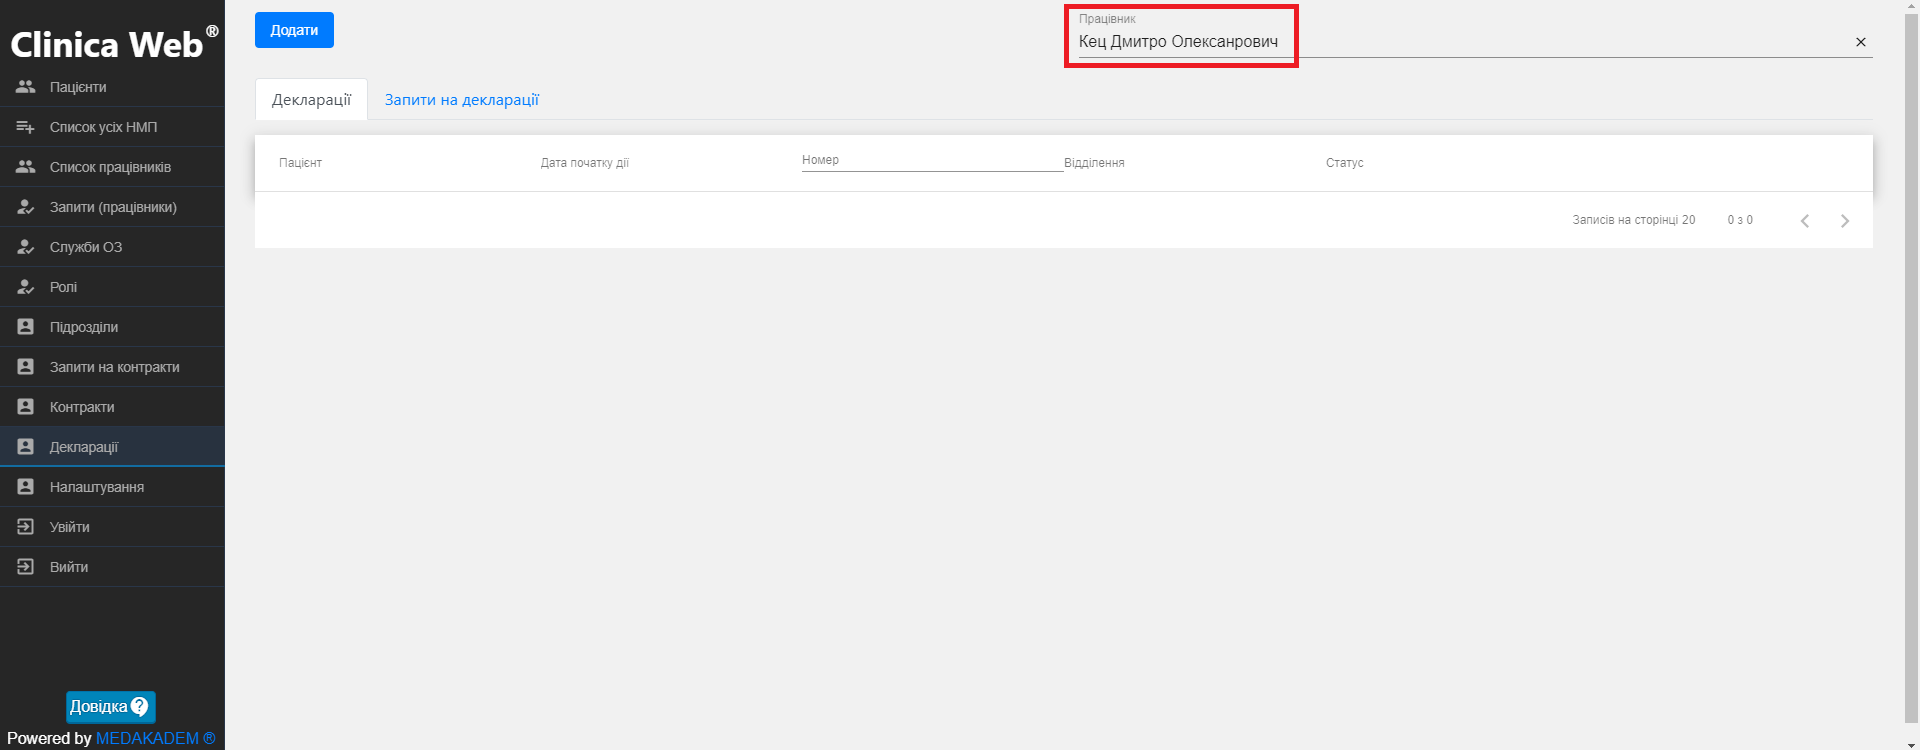 Clinica Web®
Пацієнти
Список усіх НМП
Список працівників
Запити (працівники)
Служби ОЗ
Ролі
Підрозділи
Запити на контракти
Контракти
Декларації
Налаштування
Увійти
Вийти
Довідка ?
Powered by MEDAKADEM ®
Додати
Працівник
Кец Дмитро Олексанрович ×
Декларації Запити на декларації
Пацієнт Дата початку дії Номер Відділення Статус
Записів на сторінці 20 0 з 0